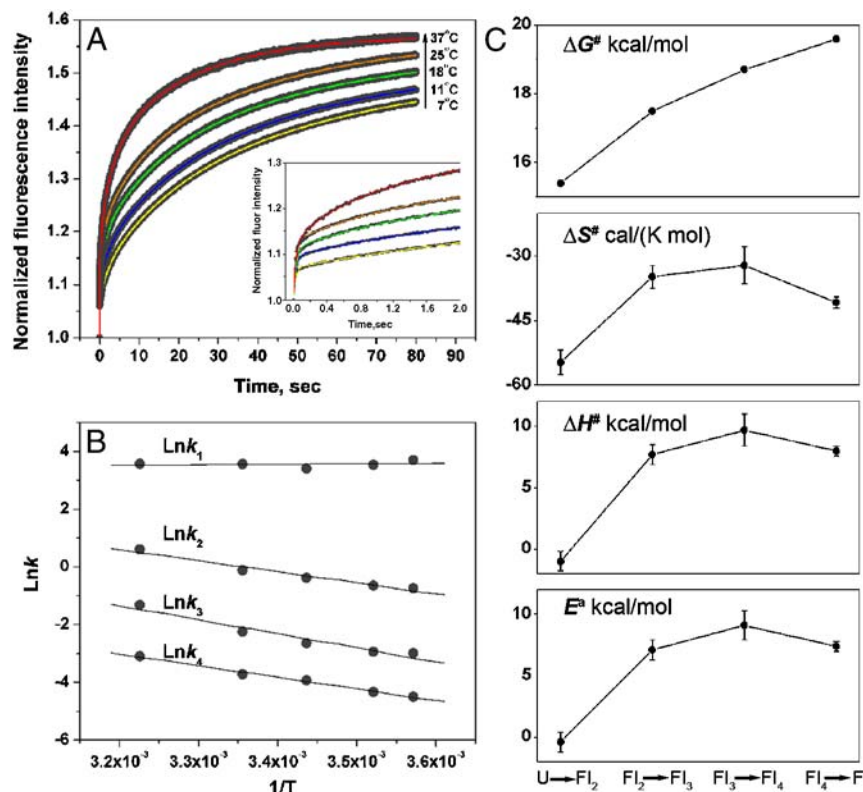 A
Normalized fluorescence intensity
1.6
1.5
1.4
1.3
1.2
1.1
1.0
37°C
25°C
18°C
11°C
7°C
Normalized fluor intensity
1.3
1.2
1.1
1.0
0.4 0.8 1.2 1.6 2.0
Time,sec
0 10 20 30 40 50 60 70 80 90
Time, sec
B
Lnk
4
2
0
-2
-4
-6
Lnk₁
Lnk₂
Lnk₃
Lnk₄
3.2x10⁻³ 3.3x10⁻³ 3.4x10⁻³ 3.5x10⁻³ 3.6x10⁻³
1/T
C
20
18
16
ΔG# kcal/mol
-30
-45
-60
ΔS# cal/(K mol)
10
5
0
ΔH# kcal/mol
10
5
0
Eᵃ kcal/mol
U→FI₂ FI₂→FI₃ FI₃→FI₄ FI₄→F